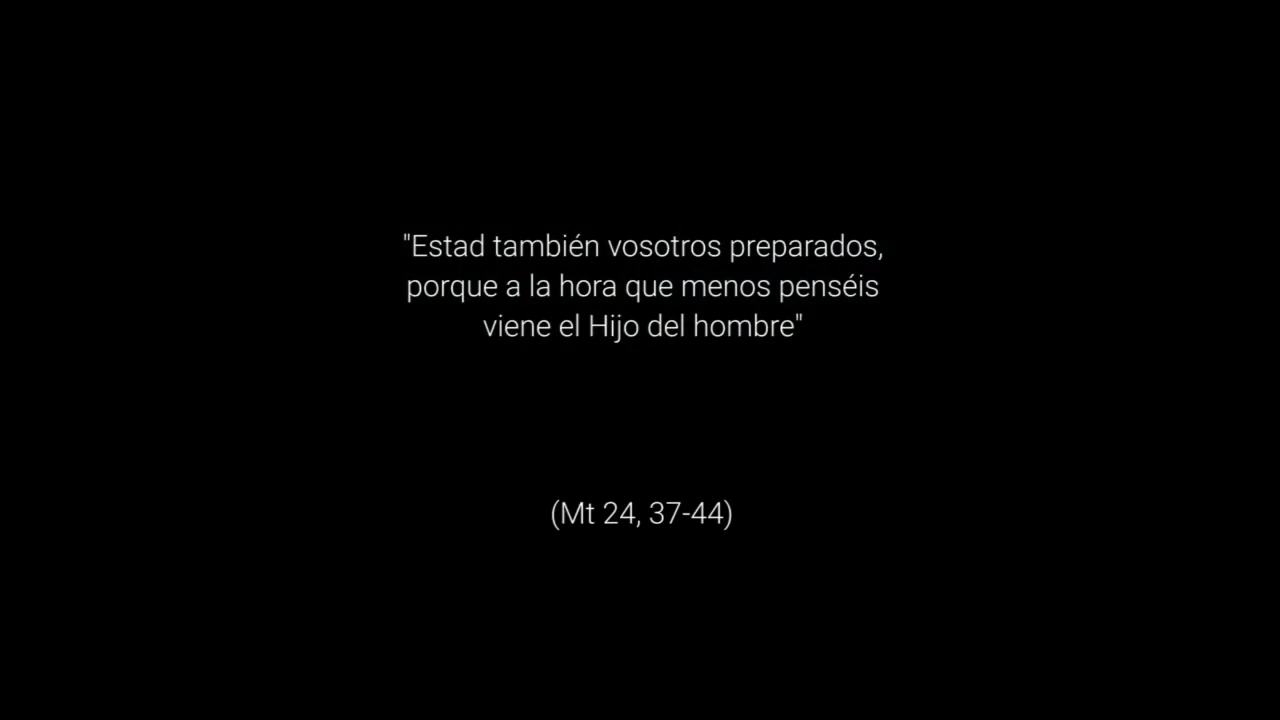 "Estad también vosotros preparados,
porque a la hora que menos penséis
viene el Hijo del hombre"
(Mt 24, 37-44)